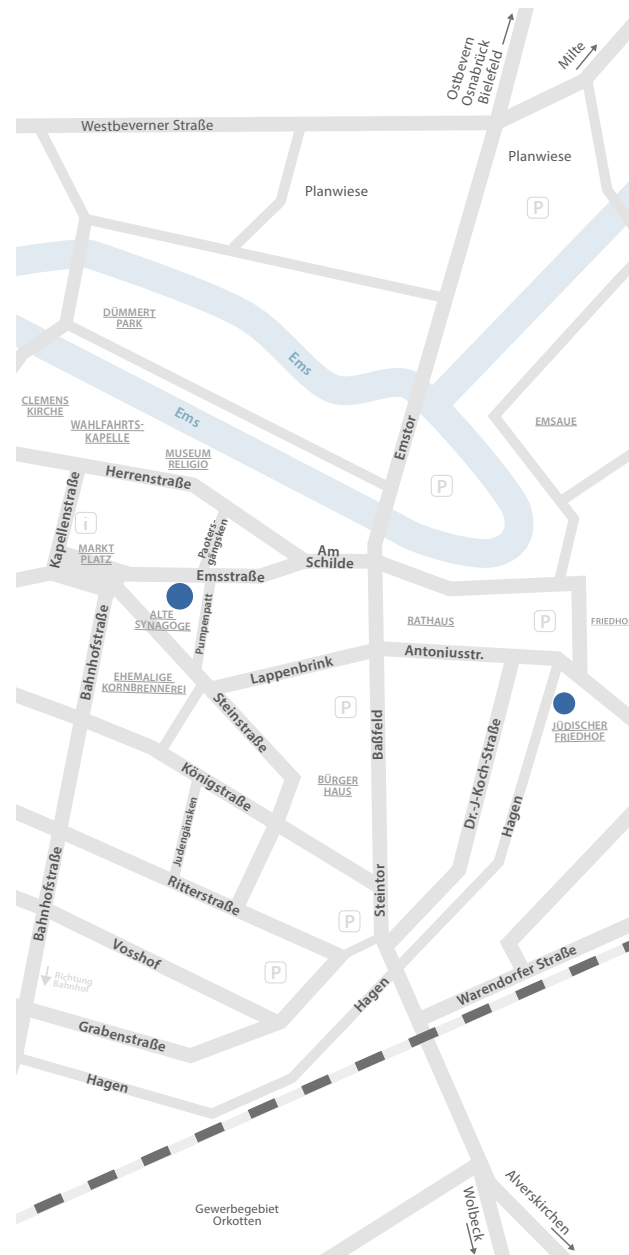 Ostbevern
Osnabrück
Bielefeld
Milte
Westbeverner Straße
Planwiese
Planwiese
P
DÜMMERT
PARK
Ems
CLEMENS
KIRCHE
Ems
WAHLFAHRTS-
KAPELLE
EMSAUE
Emstor
MUSEUM
RELIGIO
Herrenstraße
P
Kapellenstraße
i
Paoters-
gängsken
MARKT
PLATZ
Am
Schilde
Emsstraße
ALTE
SYNAGOGE
Pumpenpatt
RATHAUS
P
FRIEDHO
Bahnhofstraße
Antoniusstr.
Lappenbrink
EHEMALIGE
KORNBRENNEREI
Steinstraße
P
Baßfeld
JÜDISCHER
FRIEDHOF
Dr.-J-Koch-Straße
Königstraße
BÜRGER
HAUS
Hagen
Judengänsken
Bahnhofstraße
Ritterstraße
Steintor
P
Vosshof
P
Richtung
Bahnhof
Warendorfer Straße
Hagen
Grabenstraße
Hagen
Gewerbegebiet
Orkotten
Wolbeck
Alverskirchen